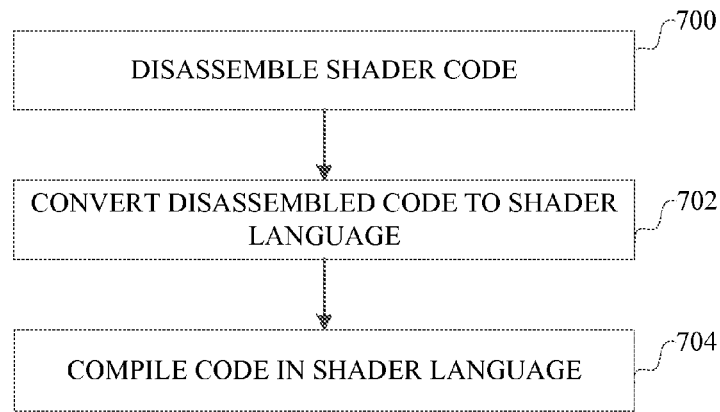 700
DISASSEMBLE SHADER CODE
CONVERT DISASSEMBLED CODE TO SHADER
LANGUAGE
702
COMPILE CODE IN SHADER LANGUAGE
704